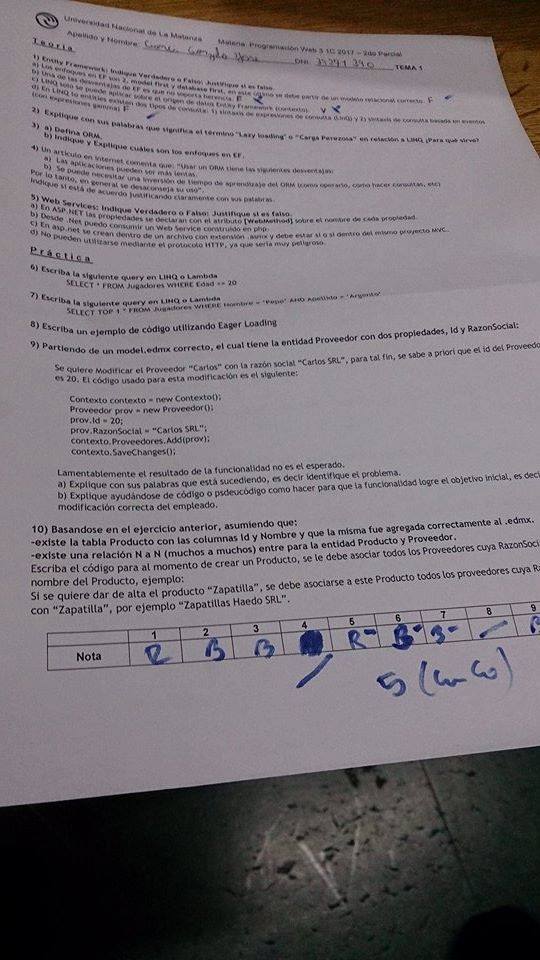 Universidad Nacional de La Matanza Materia: Programación Web 3 1C 2017 - 2do Parcial
Apellido y Nombre: DNI: TEMA 1
Teoría
1) Entity Framework: Indique Verdadero o Falso: Justifique si es falso.
a) Los enfoques en EF son 2, model first y database first, en este último se debe partir de un modelo relacional correcto. F
b) Una de las desventajas de EF es que no soporta herencia. F
c) LINQ solo se puede aplicar sobre el origen de datos Entity Framework (contexto). V
d) En LINQ to entities existen dos tipos de consulta: 1) sintaxis de expresiones de consulta (LinQ) y 2) sintaxis de consulta basada en eventos
(con expresiones gamma) F
2) Explique con sus palabras que significa el término "Lazy loading" o "Carga Perezosa" en relación a LINQ ¿Para qué sirve?
3) a) Defina ORM.
b) Indique y Explique cuáles son los enfoques en EF.
4) Un artículo en internet comenta que: "Usar un ORM tiene las siguientes desventajas:
a) Las aplicaciones pueden ser más lentas.
b) Se puede necesitar una inversión de tiempo de aprendizaje del ORM (como operarlo, como hacer consultas, etc)
Por lo tanto, en general se desaconseja su uso".
Indique si está de acuerdo justificando claramente con sus palabras.
5) Web Services: Indique Verdadero o Falso: Justifique si es falso.
a) En ASP.NET las propiedades se declaran con el atributo [WebMethod] sobre el nombre de cada propiedad.
b) Desde .Net puedo consumir un Web Service construido en php.
c) En asp.net se crean dentro de un archivo con extensión .asmx y debe estar si o si dentro del mismo proyecto MVC.
d) No pueden utilizarse mediante el protocolo HTTP, ya que sería muy peligroso.
Práctica
6) Escriba la siguiente query en LINQ o Lambda
SELECT * FROM Jugadores WHERE Edad >= 20
7) Escriba la siguiente query en LINQ o Lambda
SELECT TOP 1 * FROM Jugadores WHERE Nombre = 'Pepe' AND Apellido = 'Argento'
8) Escriba un ejemplo de código utilizando Eager Loading
9) Partiendo de un model.edmx correcto, el cual tiene la entidad Proveedor con dos propiedades, Id y RazonSocial:
Se quiere Modificar el Proveedor "Carlos" con la razón social "Carlos SRL", para tal fin, se sabe a priori que el id del Proveedo
es 20. El código usado para esta modificación es el siguiente:
Contexto contexto = new Contexto();
Proveedor prov = new Proveedor();
prov.Id = 20;
prov.RazonSocial = "Carlos SRL";
contexto.Proveedores.Add(prov);
contexto.SaveChanges();
Lamentablemente el resultado de la funcionalidad no es el esperado.
a) Explique con sus palabras que está sucediendo, es decir identifique el problema.
b) Explique ayudándose de código o psdeucódigo como hacer para que la funcionalidad logre el objetivo inicial, es deci
modificación correcta del empleado.
10) Basandose en el ejercicio anterior, asumiendo que:
-existe la tabla Producto con las columnas Id y Nombre y que la misma fue agregada correctamente al .edmx.
-existe una relación N a N (muchos a muchos) entre para la entidad Producto y Proveedor.
Escriba el código para al momento de crear un Producto, se le debe asociar todos los Proveedores cuya RazonSoci
nombre del Producto, ejemplo:
Si se quiere dar de alta el producto "Zapatilla", se debe asociarse a este Producto todos los proveedores cuya R
con "Zapatilla", por ejemplo "Zapatillas Haedo SRL".
1 2 3 4 5 6 7 8 9
Nota R B B R- B- B- B
5 (cinco)